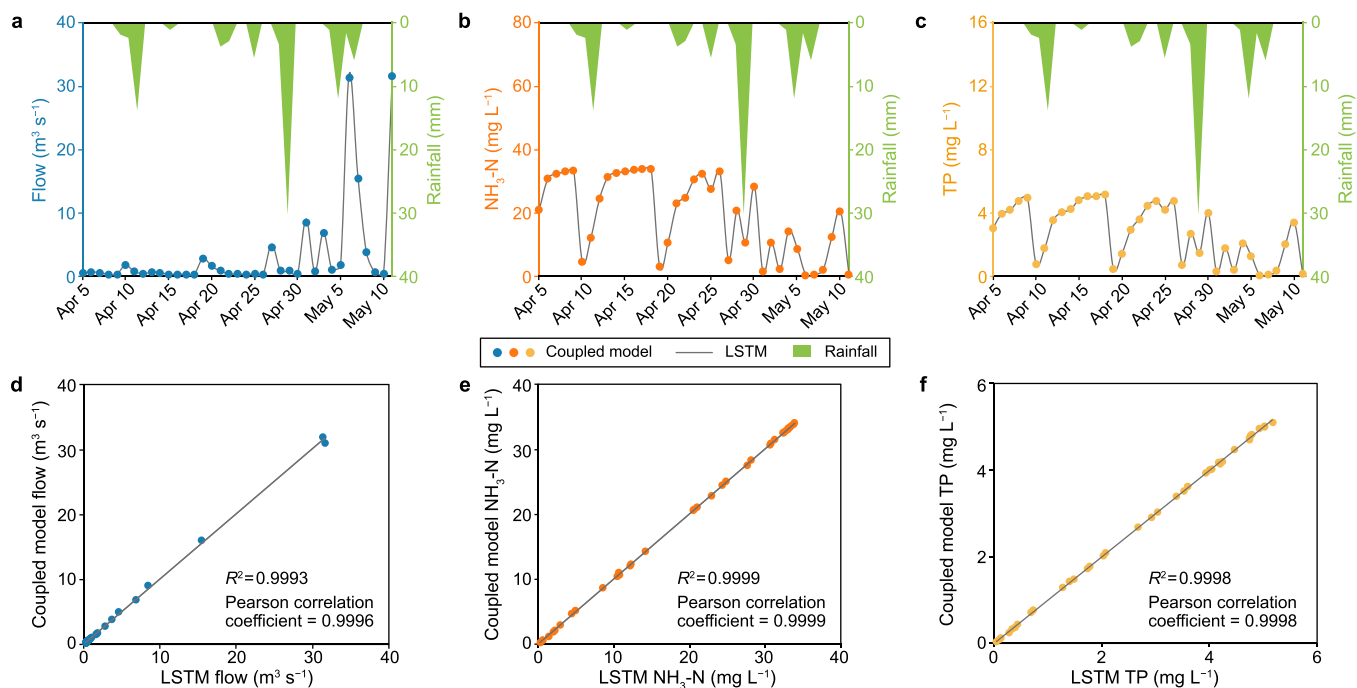 a
40
30
20
10
0
Flow (m³ s⁻¹)
0
10
20
30
40
Rainfall (mm)
Apr 5
Apr 10
Apr 15
Apr 20
Apr 25
Apr 30
May 5
May 10
b
80
60
40
20
0
NH₃-N (mg L⁻¹)
0
10
20
30
40
Rainfall (mm)
Apr 5
Apr 10
Apr 15
Apr 20
Apr 25
Apr 30
May 5
May 10
c
16
12
8
4
0
TP (mg L⁻¹)
0
10
20
30
40
Rainfall (mm)
Apr 5
Apr 10
Apr 15
Apr 20
Apr 25
Apr 30
May 5
May 10
Coupled model LSTM Rainfall
d
40
30
20
10
0
Coupled model flow (m³ s⁻¹)
R²=0.9993
Pearson correlation
coefficient = 0.9996
0 10 20 30 40
LSTM flow (m³ s⁻¹)
e
40
30
20
10
0
Coupled model NH₃-N (mg L⁻¹)
R²=0.9999
Pearson correlation
coefficient = 0.9999
0 10 20 30 40
LSTM NH₃-N (mg L⁻¹)
f
6
4
2
0
Coupled model TP (mg L⁻¹)
R²=0.9998
Pearson correlation
coefficient = 0.9998
0 2 4 6
LSTM TP (mg L⁻¹)